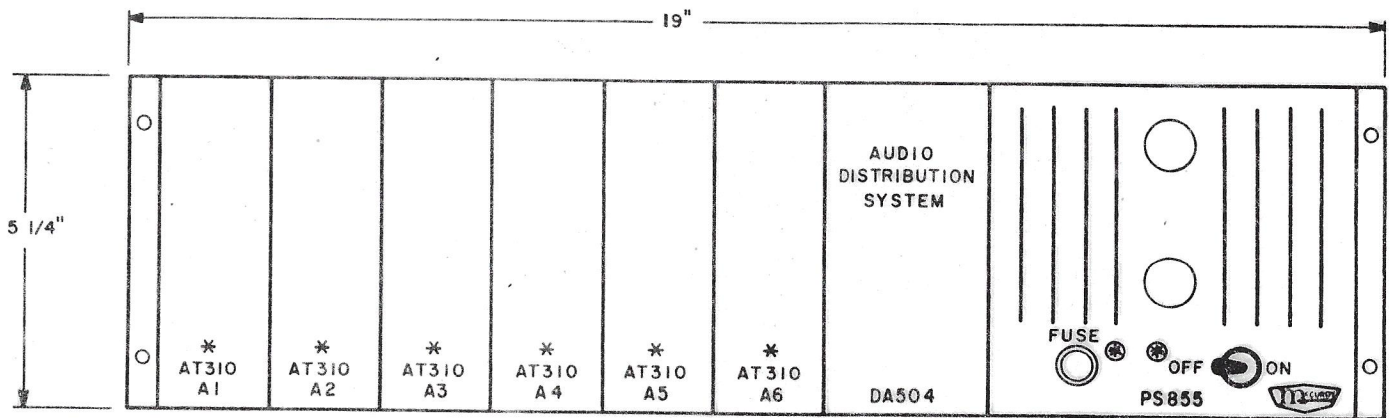 19"
5 1/4"
*
AT310
A1
*
AT310
A2
*
AT310
A3
*
AT310
A4
*
AT310
A5
*
AT310
A6
AUDIO
DISTRIBUTION
SYSTEM
DA504
FUSE
OFF ON
PS855